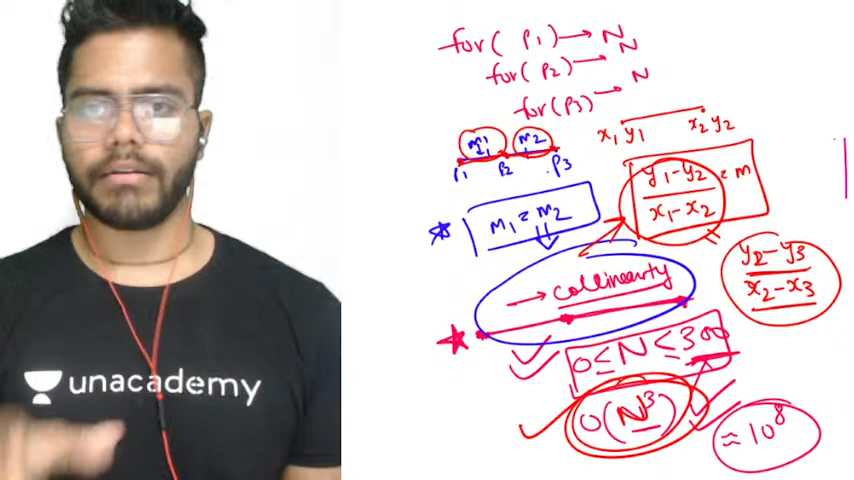 for( P1) → N
for( P2) → N
for(P3) → N
m1 m2
P1 P2 P3
x1 y1 x2 y2
y1-y2 / x1-x2 = m
m1 = m2
y2-y3 / x2-x3
→ collinearity
0≤N≤300
O(N³)
≈10⁸
unacademy